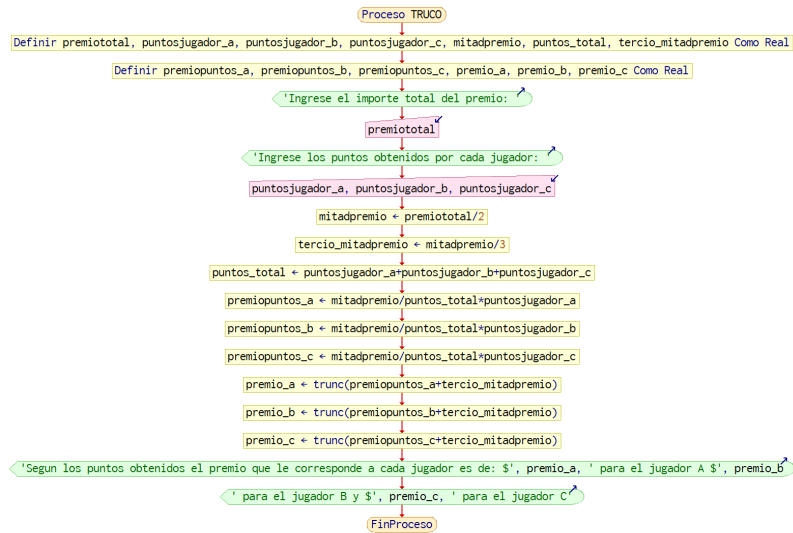 Proceso TRUCO
Definir premiototal, puntosjugador_a, puntosjugador_b, puntosjugador_c, mitadpremio, puntos_total, tercio_mitadpremio Como Real
Definir premiopuntos_a, premiopuntos_b, premiopuntos_c, premio_a, premio_b, premio_c Como Real
'Ingrese el importe total del premio: '
premiototal
'Ingrese los puntos obtenidos por cada jugador: '
puntosjugador_a, puntosjugador_b, puntosjugador_c
mitadpremio ← premiototal/2
tercio_mitadpremio ← mitadpremio/3
puntos_total ← puntosjugador_a+puntosjugador_b+puntosjugador_c
premiopuntos_a ← mitadpremio/puntos_total*puntosjugador_a
premiopuntos_b ← mitadpremio/puntos_total*puntosjugador_b
premiopuntos_c ← mitadpremio/puntos_total*puntosjugador_c
premio_a ← trunc(premiopuntos_a+tercio_mitadpremio)
premio_b ← trunc(premiopuntos_b+tercio_mitadpremio)
premio_c ← trunc(premiopuntos_c+tercio_mitadpremio)
'Segun los puntos obtenidos el premio que le corresponde a cada jugador es de: $', premio_a, ' para el jugador A $', premio_b
' para el jugador B y $', premio_c, ' para el jugador C'
FinProceso